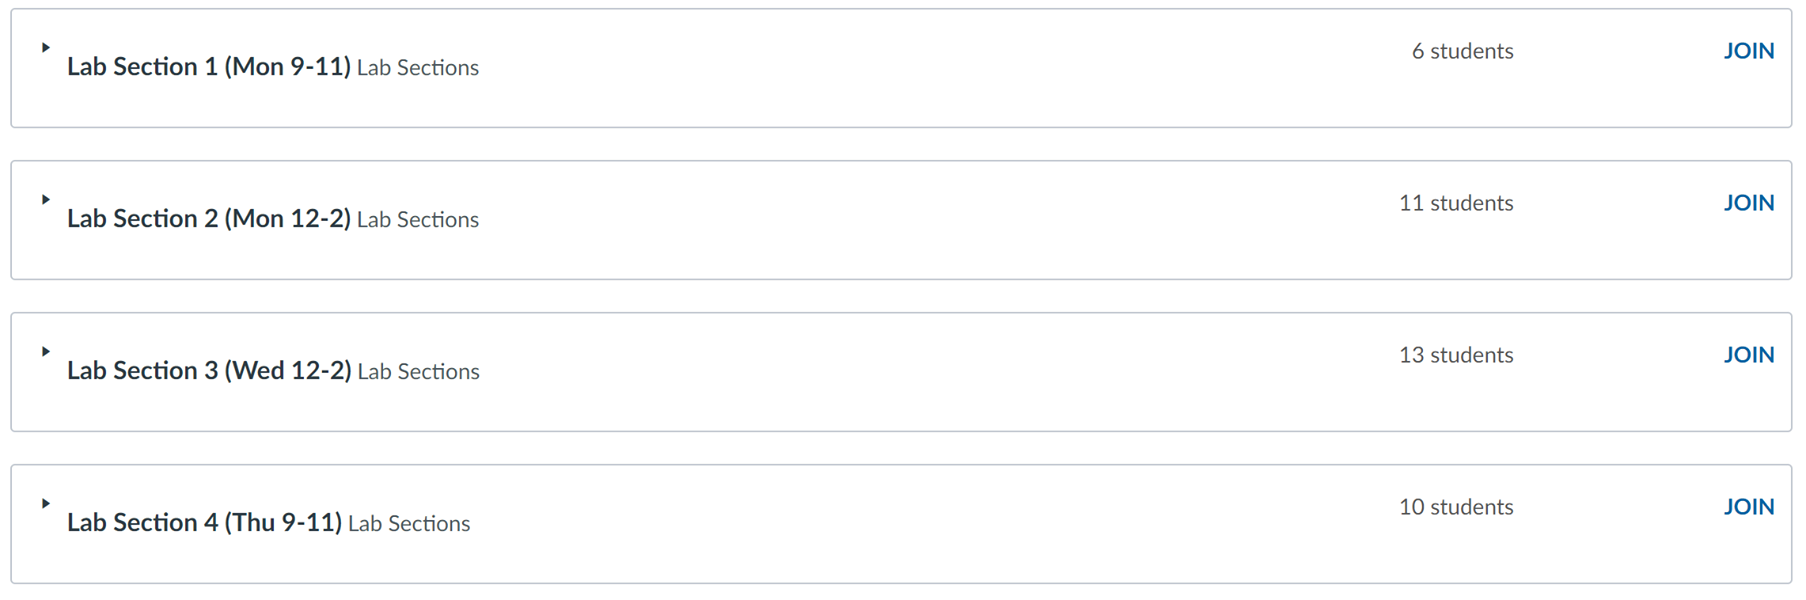 Lab Section 1 (Mon 9-11) Lab Sections 6 students JOIN
Lab Section 2 (Mon 12-2) Lab Sections 11 students JOIN
Lab Section 3 (Wed 12-2) Lab Sections 13 students JOIN
Lab Section 4 (Thu 9-11) Lab Sections 10 students JOIN